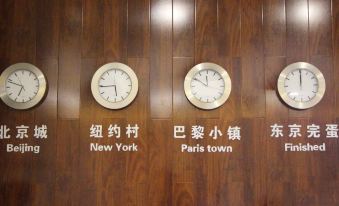 北京城
Beijing
纽约村
New York
巴黎小镇
Paris town
东京完蛋
Finished